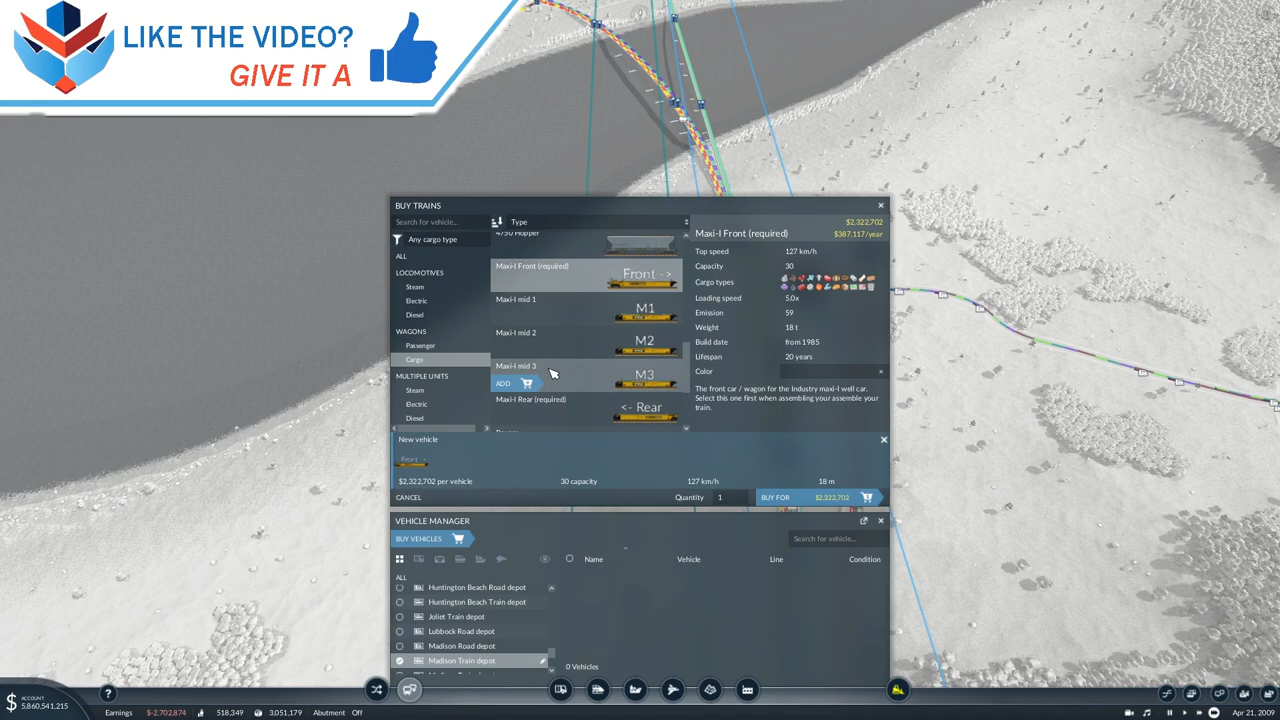 LIKE THE VIDEO?
GIVE IT A
BUY TRAINS
Search for vehicle...
Type
Any cargo type
ALL
LOCOMOTIVES
Steam
Electric
Diesel
WAGONS
Passenger
Cargo
MULTIPLE UNITS
Steam
Electric
Diesel
4750 Hopper
Maxi-I Front (required)
Front ->
Maxi-I mid 1
M1
Maxi-I mid 2
M2
Maxi-I mid 3
M3
ADD
Maxi-I Rear (required)
<- Rear
$2,322,702
Maxi-I Front (required)
$387,117/year
Top speed 127 km/h
Capacity 30
Cargo types
Loading speed 5.0x
Emission 59
Weight 18 t
Build date from 1985
Lifespan 20 years
Color
The front car / wagon for the Industry maxi-I well car.
Select this one first when assembling your assemble your
train.
New vehicle
Front ->
$2,322,702 per vehicle 30 capacity 127 km/h 18 m
CANCEL Quantity 1 BUY FOR $2,322,702
VEHICLE MANAGER
BUY VEHICLES
Search for vehicle...
Name Vehicle Line Condition
ALL
Huntington Beach Road depot
Huntington Beach Train depot
Joliet Train depot
Lubbock Road depot
Madison Road depot
Madison Train depot
0 Vehicles
$ ACCOUNT
5,860,541,215
?
Earnings $-2,702,874 518,349 3,051,179 Abutment Off
Apr 21, 2009